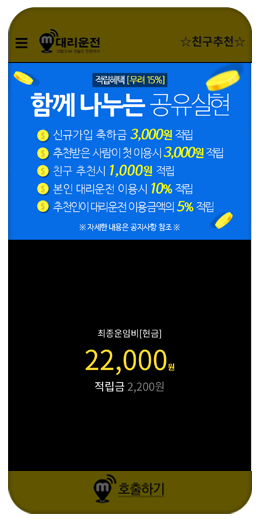 대리운전
☆친구추천☆
적립혜택 [무려 15%]
함께 나누는 공유실현
$ 신규가입 축하금 3,000원 적립
$ 추천받은 사람이 첫 이용시 3,000원 적립
$ 친구 추천시 1,000원 적립
$ 본인 대리운전 이용시 10% 적립
$ 추천인이 대리운전 이용금액의 5% 적립
※ 자세한 내용은 공지사항 참조 ※
최종운임비[현금]
22,000원
적립금 2,200원
호출하기